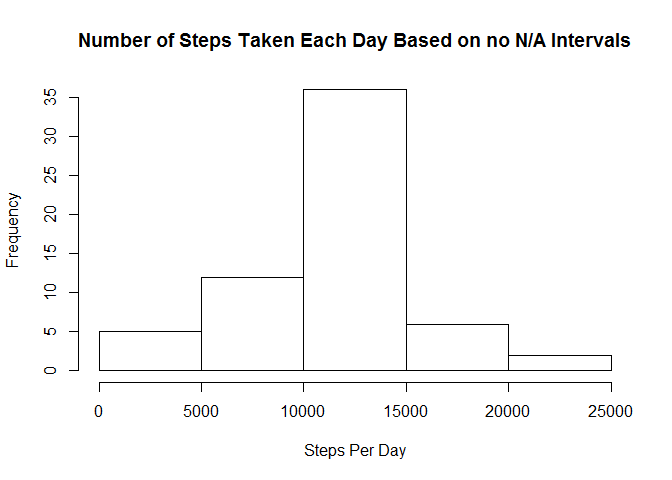 Number of Steps Taken Each Day Based on no N/A Intervals
35
30
25
20
15
10
5
0
Frequency
0 5000 10000 15000 20000 25000
Steps Per Day